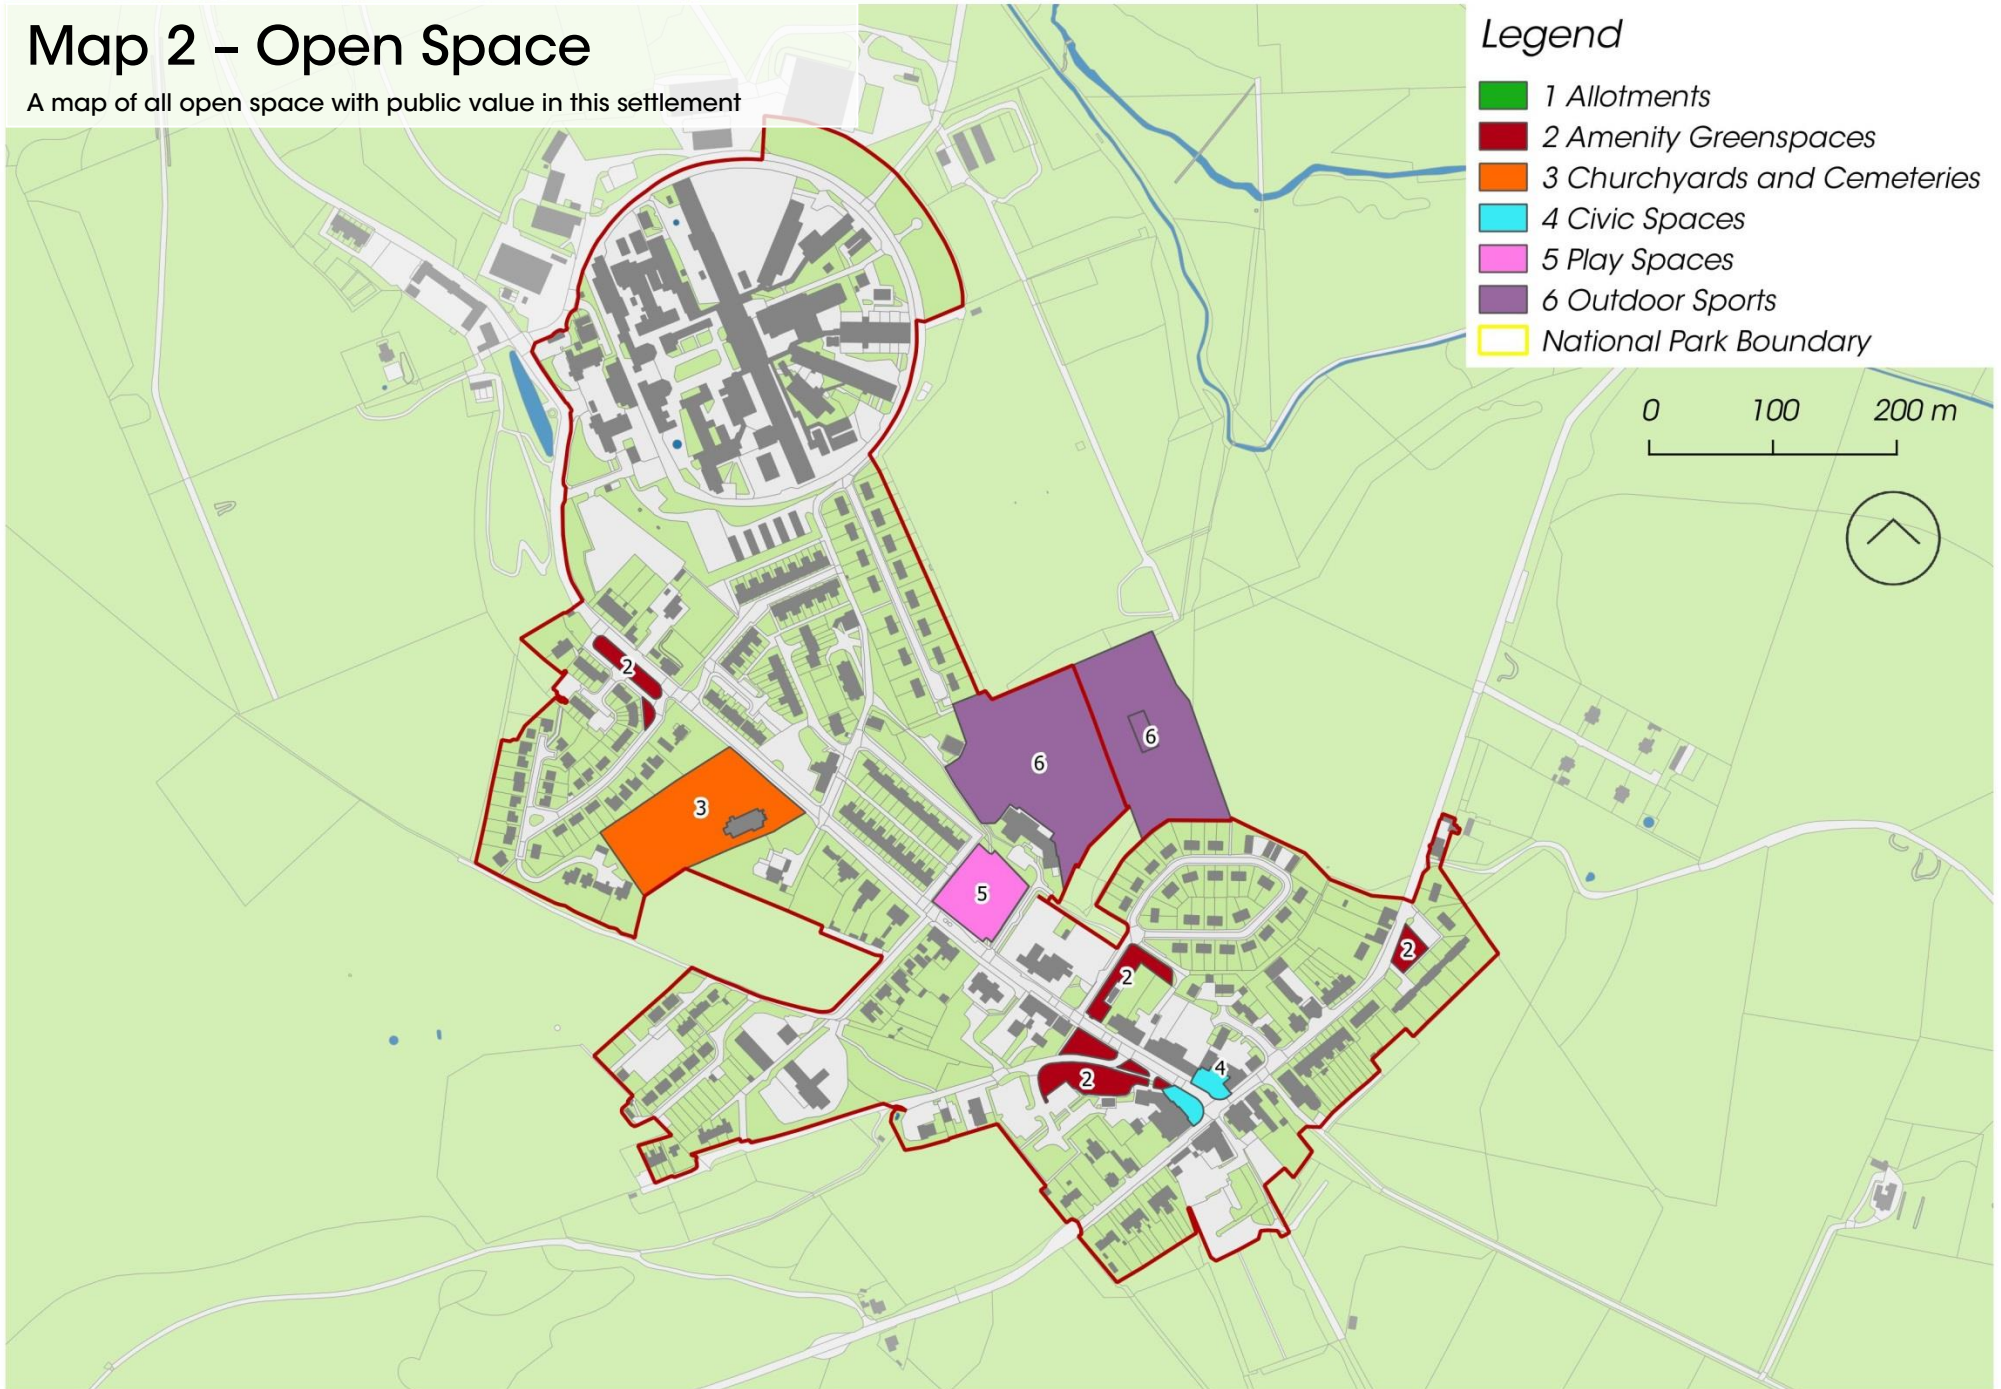 Map 2 – Open Space
A map of all open space with public value in this settlement
Legend
1 Allotments
2 Amenity Greenspaces
3 Churchyards and Cemeteries
4 Civic Spaces
5 Play Spaces
6 Outdoor Sports
National Park Boundary
0 100 200 m
2
6
6
3
5
2
2
4
2